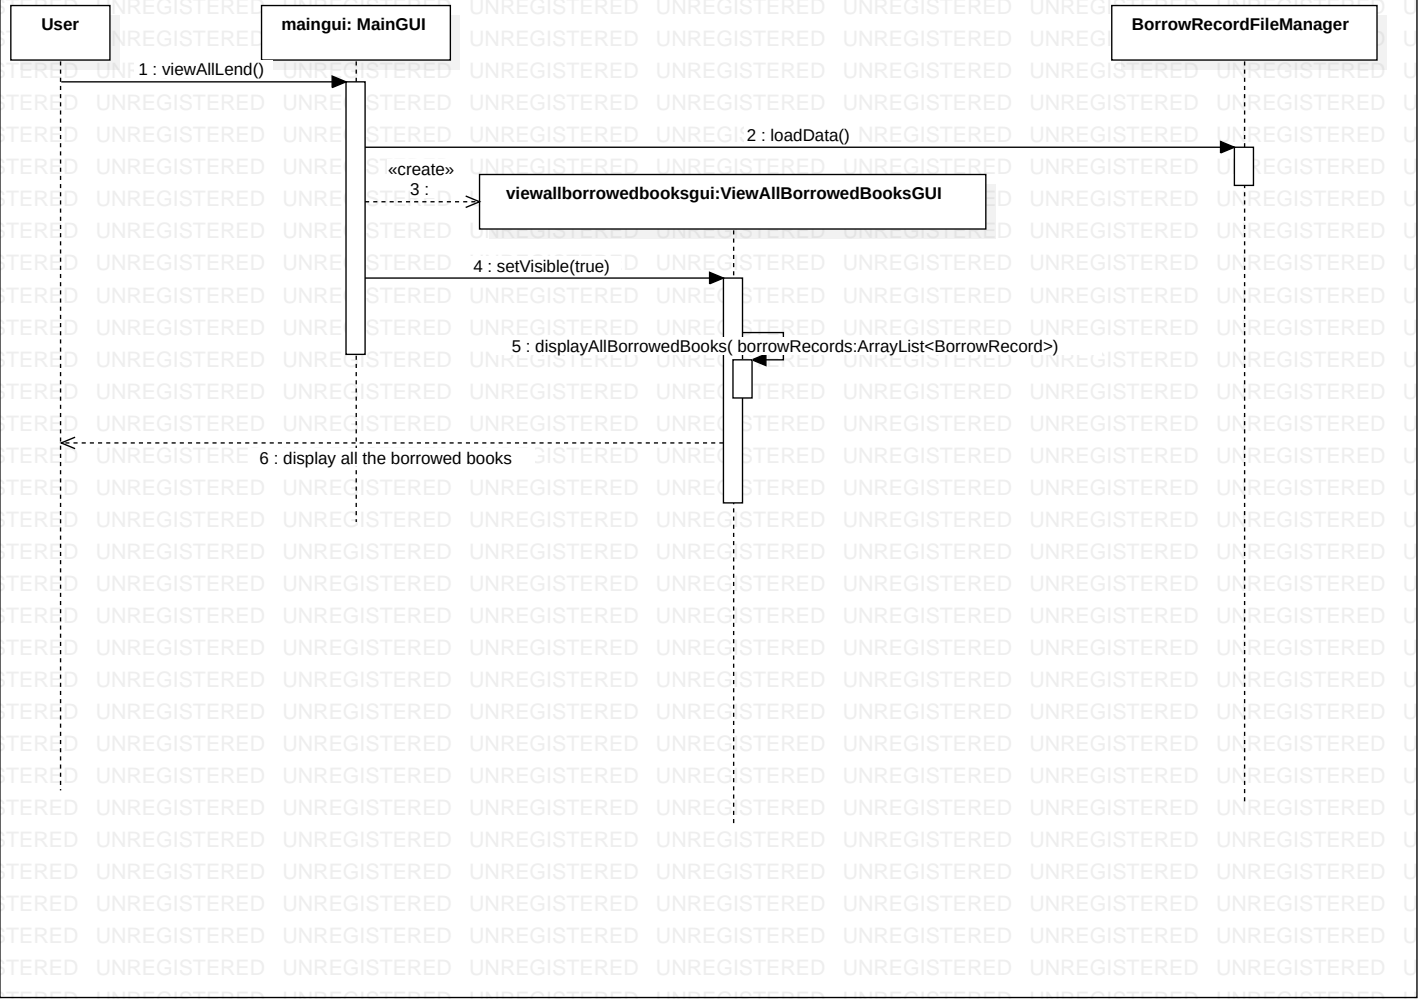 User
maingui: MainGUI
BorrowRecordFileManager
1 : viewAllLend()
2 : loadData()
«create»
3 :
viewallborrowedbooksgui:ViewAllBorrowedBooksGUI
4 : setVisible(true)
5 : displayAllBorrowedBooks( borrowRecords:ArrayList<BorrowRecord>)
6 : display all the borrowed books
UNREGISTERED